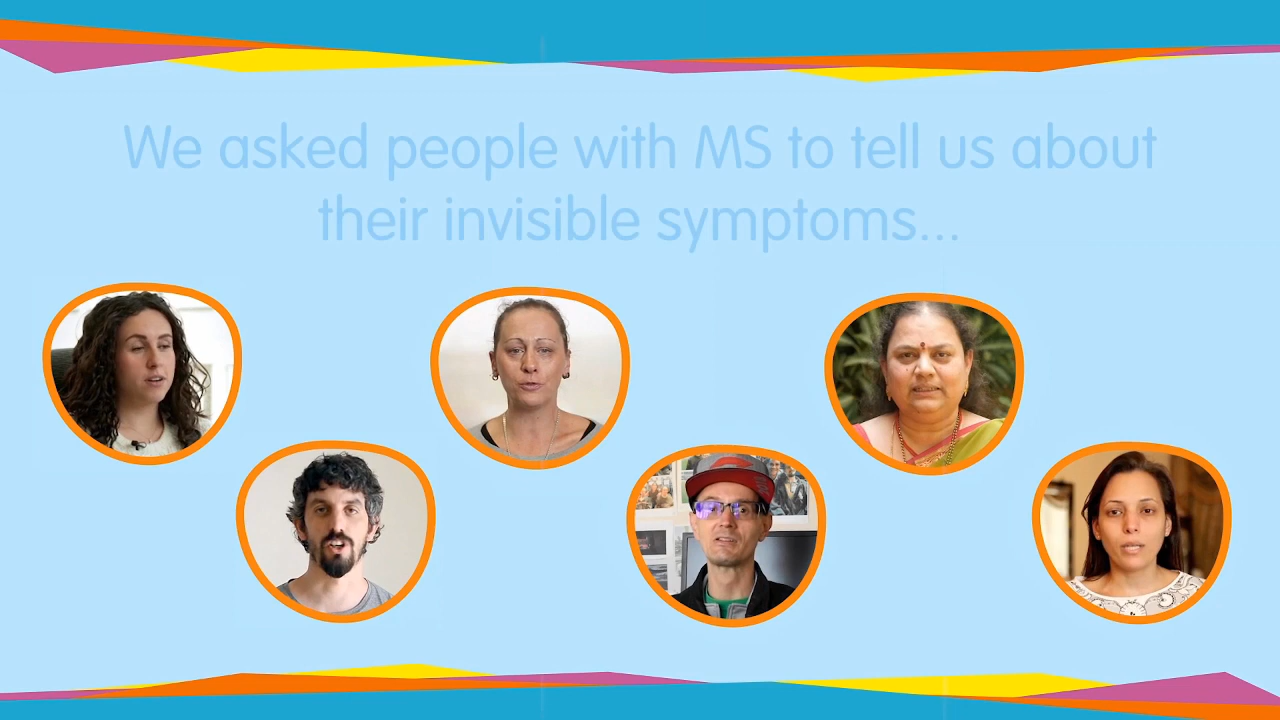 We asked people with MS to tell us about
their invisible symptoms...